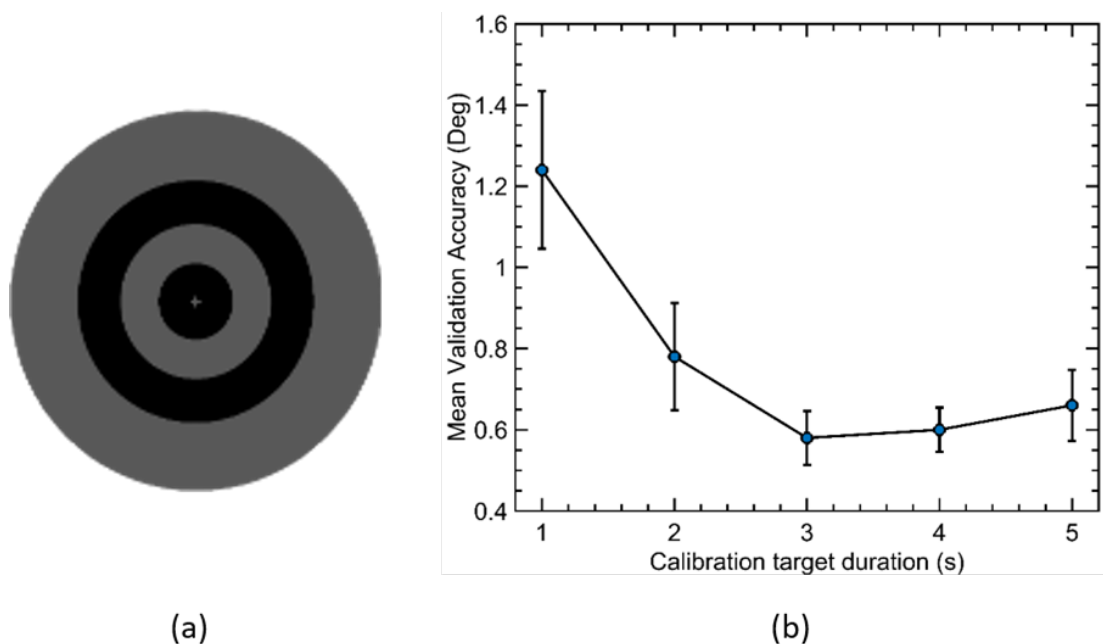 1.6
1.4
1.2
1
0.8
0.6
0.4
Mean Validation Accuracy (Deg)
1 2 3 4 5
Calibration target duration (s)
(a) (b)